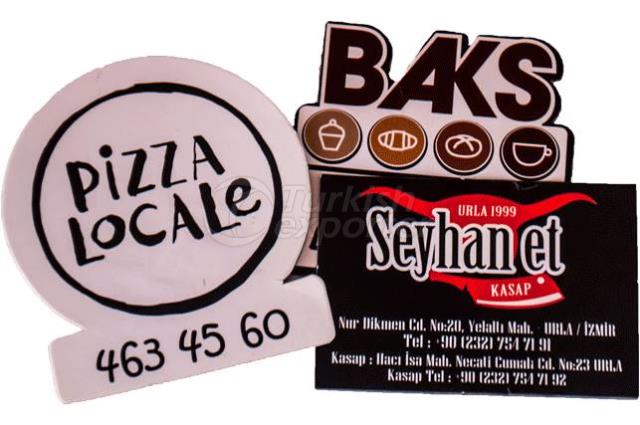 PiZZA
LOCALe
463 45 60
BAKS
URLA 1999
Seyhan et
KASAP
Nur Dikmen Cd. No:20, Yelaltı Mah. - URLA / İZMİR
Tel : +90 (232) 754 71 91
Kasap : Hacı İsa Mah. Necati Cumalı Cd. No:23 URLA
Kasap Tel : +90 (232) 754 71 92
Turkish